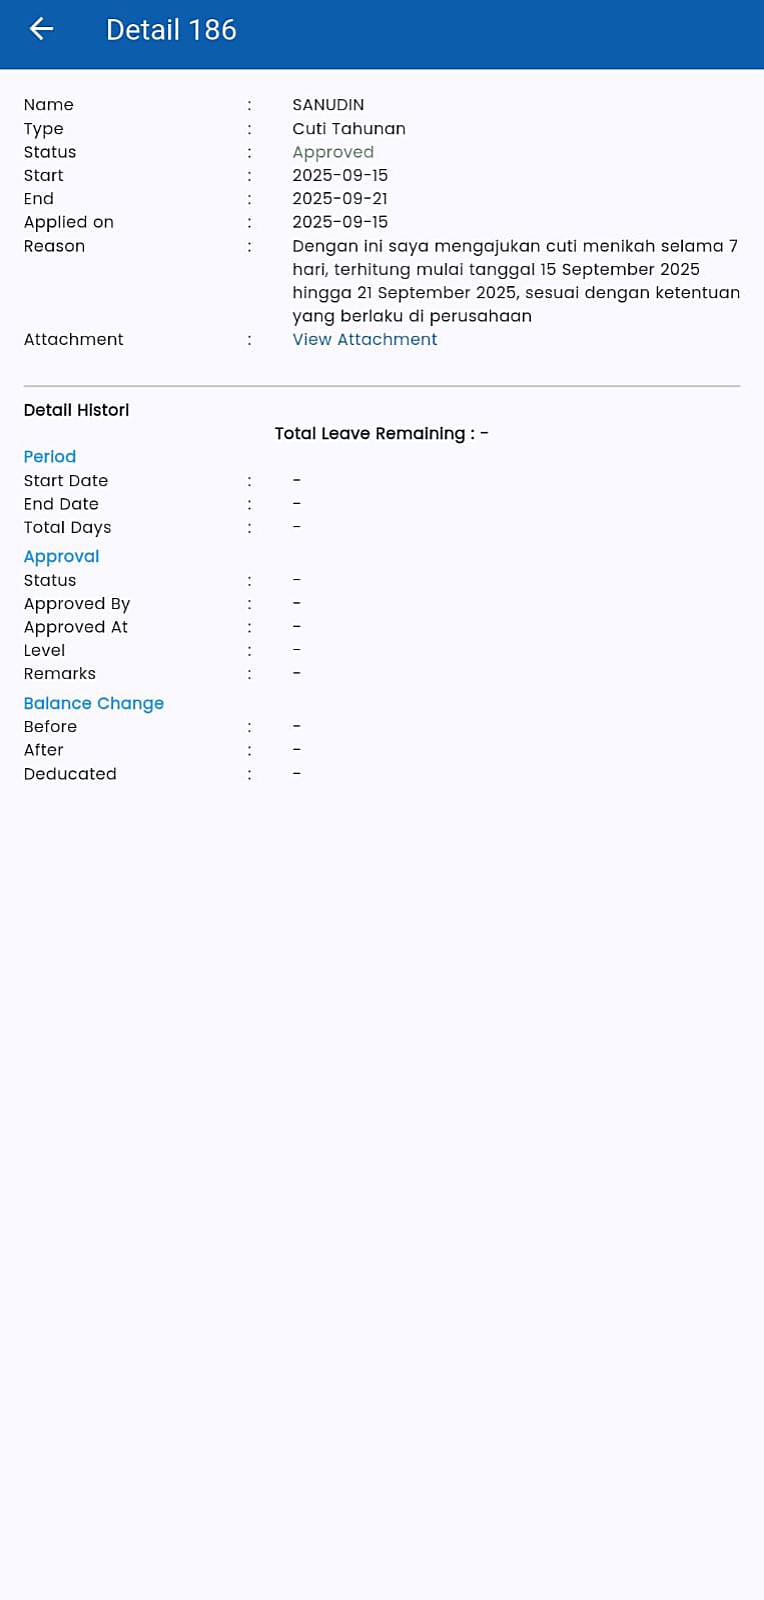 Detail 186
Name : SANUDIN
Type : Cuti Tahunan
Status : Approved
Start : 2025-09-15
End : 2025-09-21
Applied on : 2025-09-15
Reason : Dengan ini saya mengajukan cuti menikah selama 7
hari, terhitung mulai tanggal 15 September 2025
hingga 21 September 2025, sesuai dengan ketentuan
yang berlaku di perusahaan
Attachment : View Attachment
Detail Histori
Total Leave Remaining : -
Period
Start Date : -
End Date : -
Total Days : -
Approval
Status : -
Approved By : -
Approved At : -
Level : -
Remarks : -
Balance Change
Before : -
After : -
Deducated : -